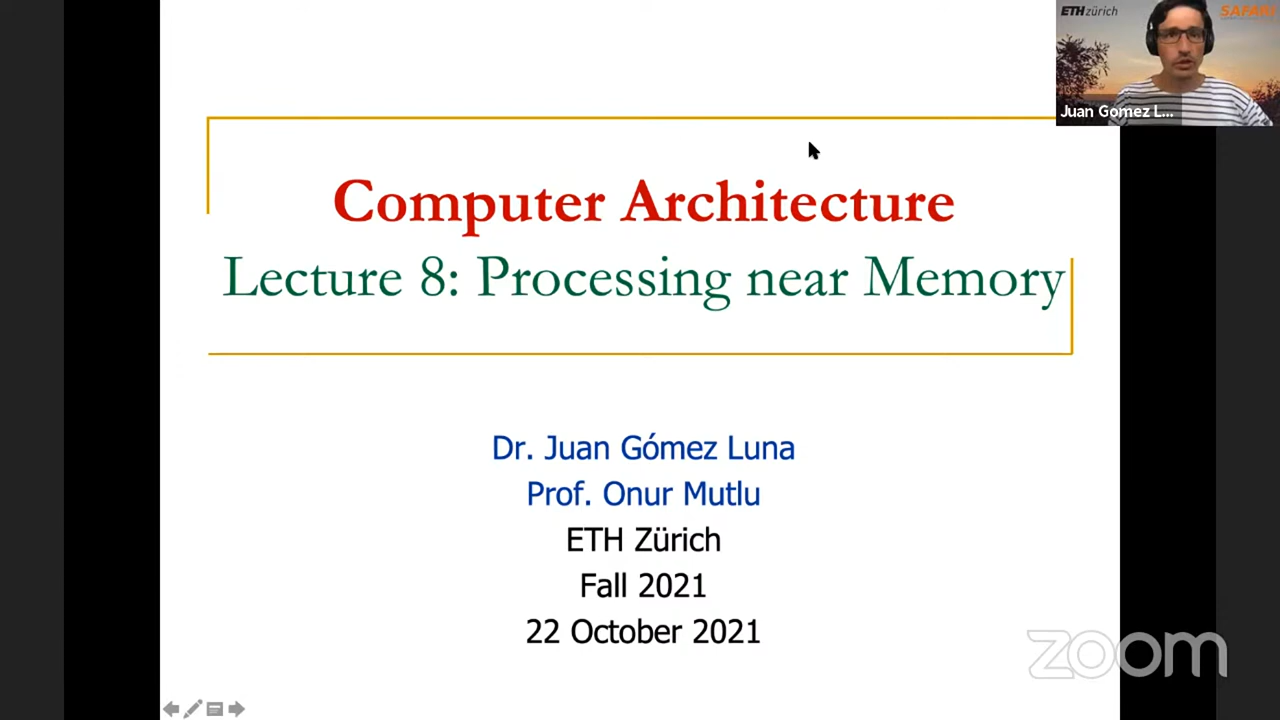 ETH zürich
SAFARI
Juan Gomez L...
Computer Architecture
Lecture 8: Processing near Memory
Dr. Juan Gómez Luna
Prof. Onur Mutlu
ETH Zürich
Fall 2021
22 October 2021
zoom